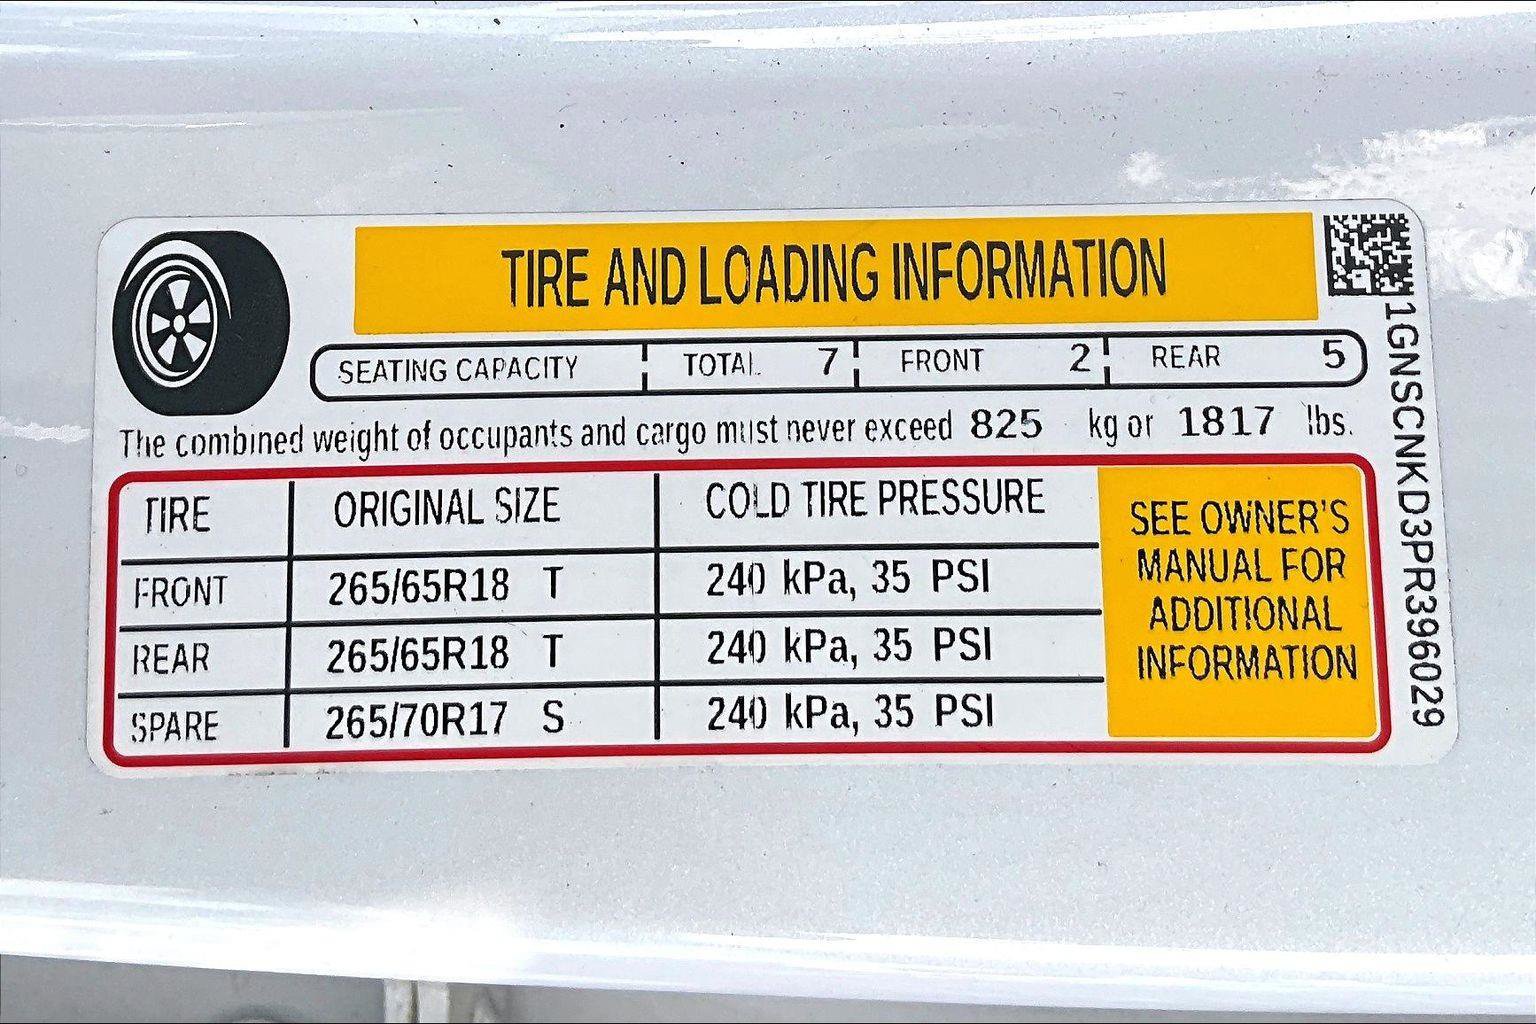 TIRE AND LOADING INFORMATION
SEATING CAPACITY TOTAL 7 FRONT 2 REAR 5
The combined weight of occupants and cargo must never exceed 825 kg or 1817 lbs.
TIRE ORIGINAL SIZE COLD TIRE PRESSURE
FRONT 265/65R18 T 240 kPa, 35 PSI
REAR 265/65R18 T 240 kPa, 35 PSI
SPARE 265/70R17 S 240 kPa, 35 PSI
SEE OWNER'S
MANUAL FOR
ADDITIONAL
INFORMATION
1GNSCNKD3PR396029